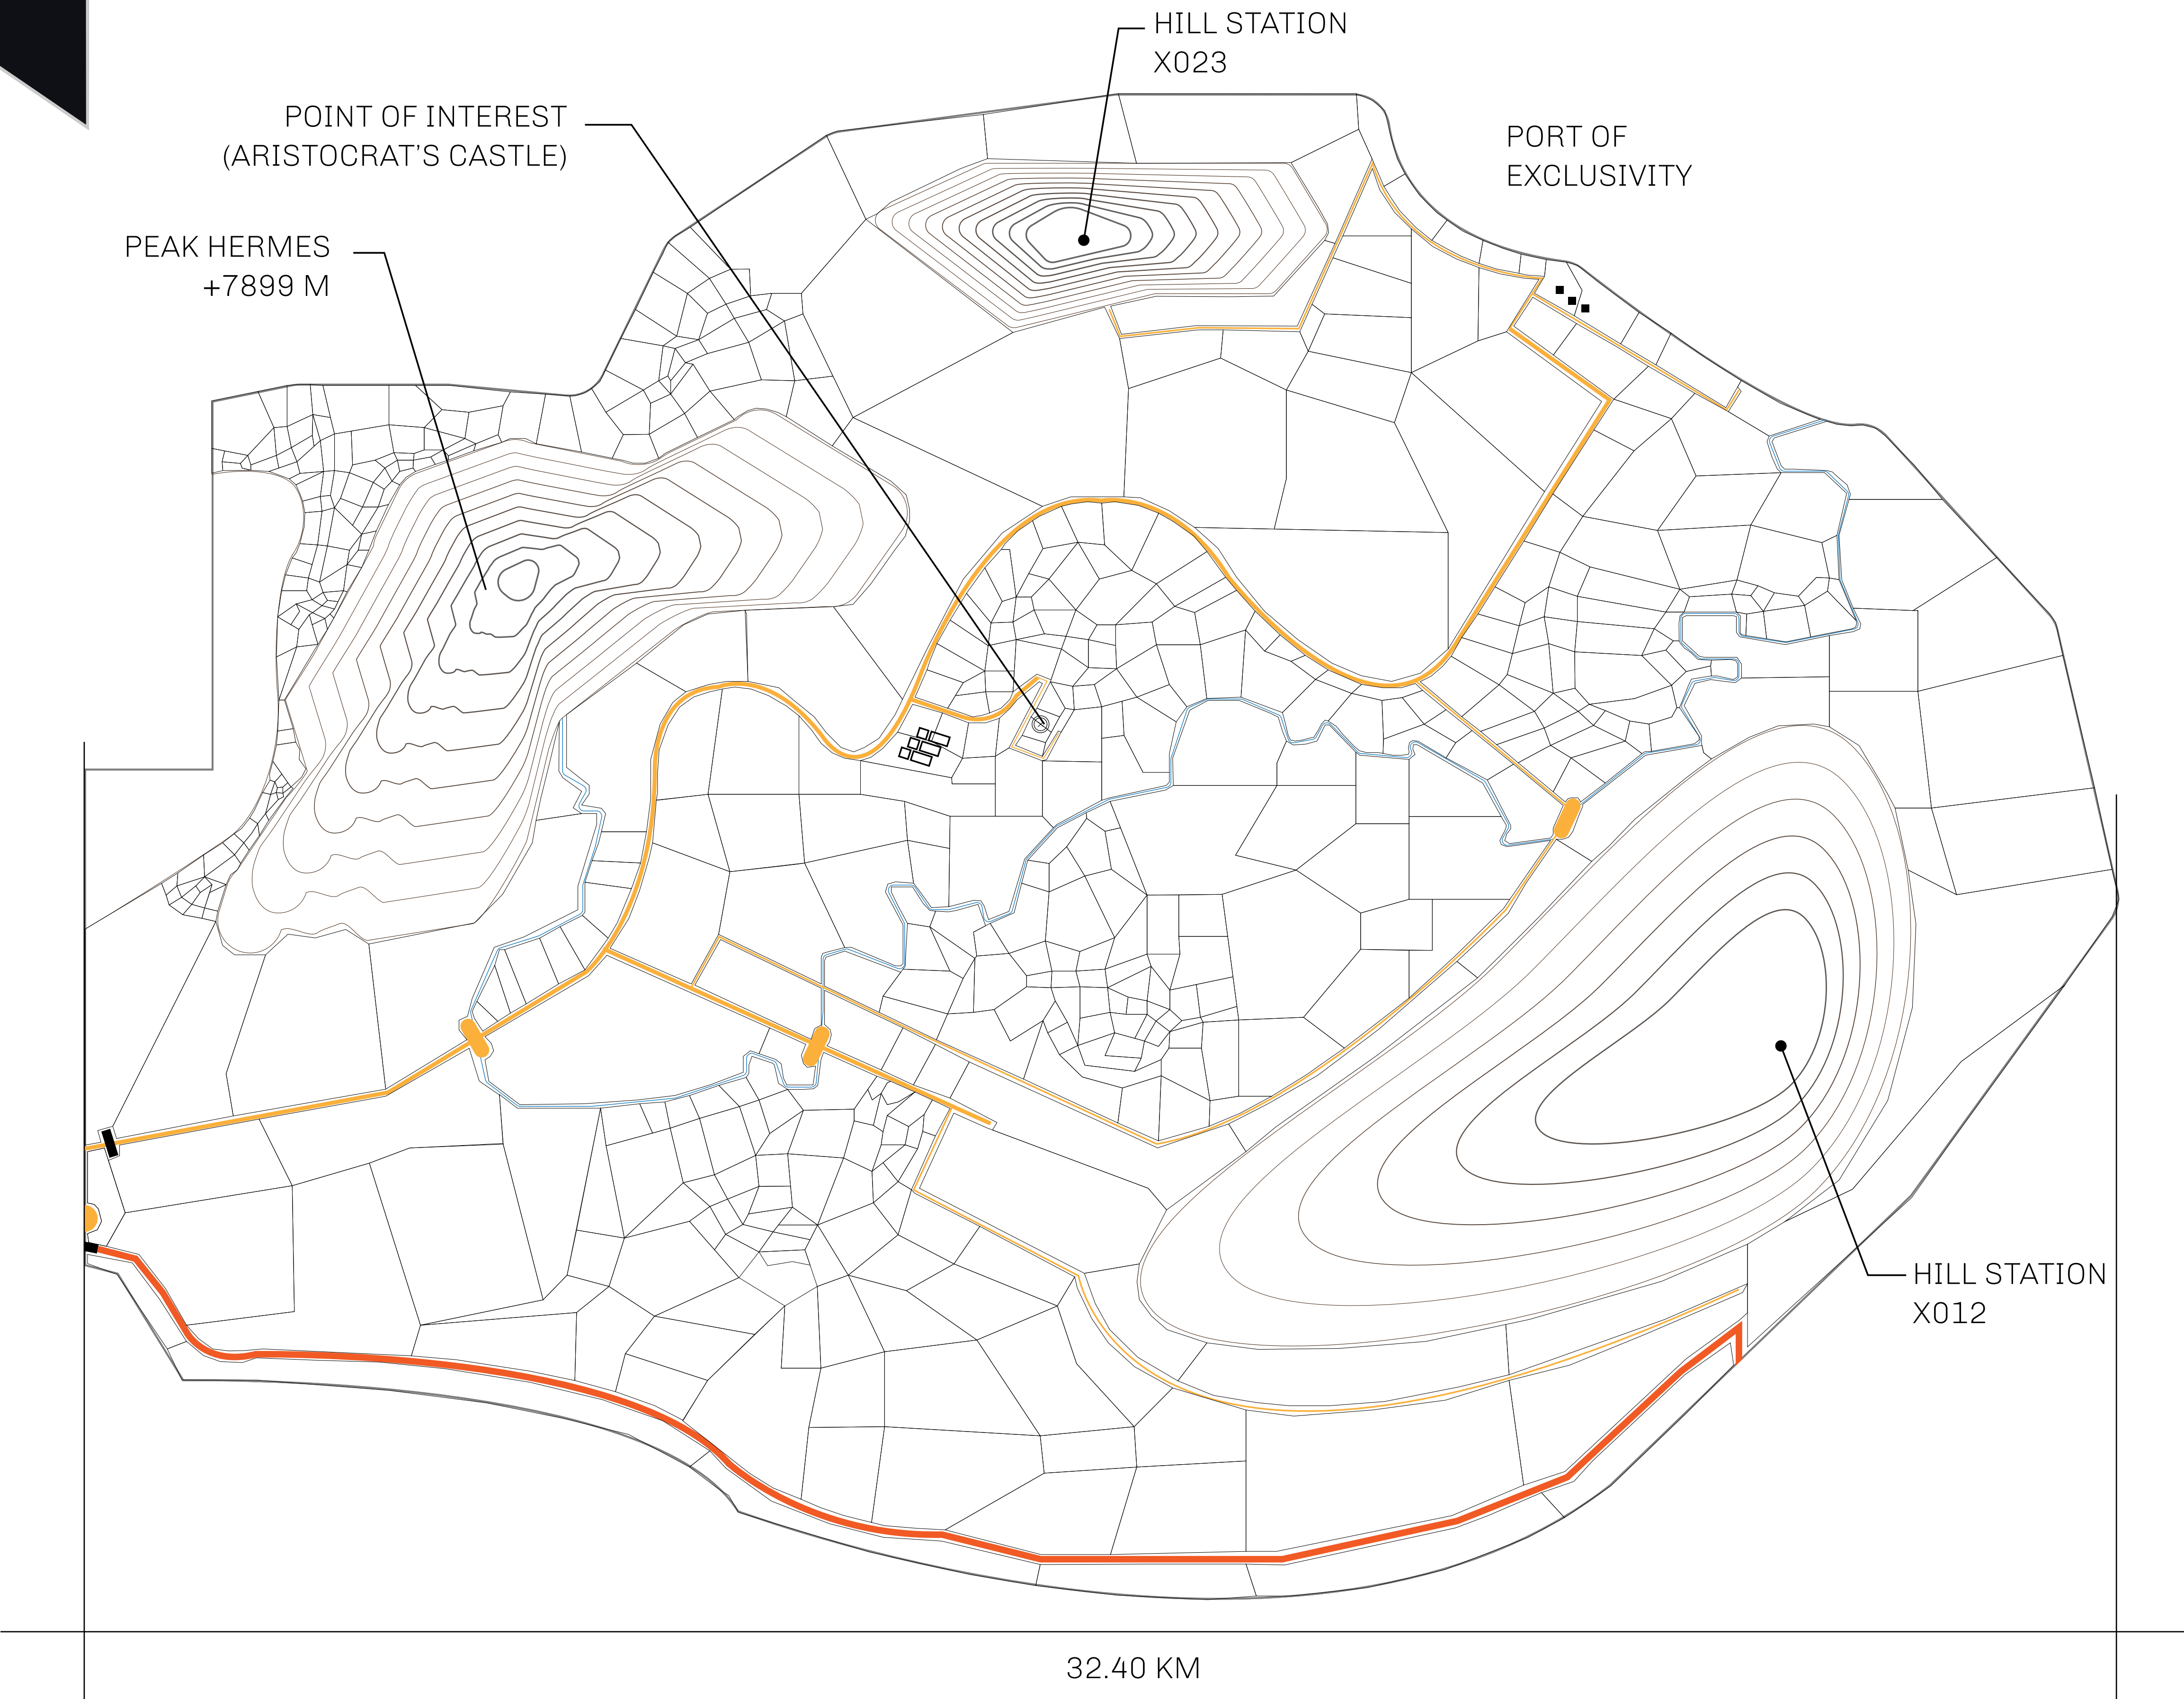 HILL STATION
X023
POINT OF INTEREST
(ARISTOCRAT'S CASTLE)
PORT OF
EXCLUSIVITY
PEAK HERMES
+7899 M
HILL STATION
X012
32.40 KM